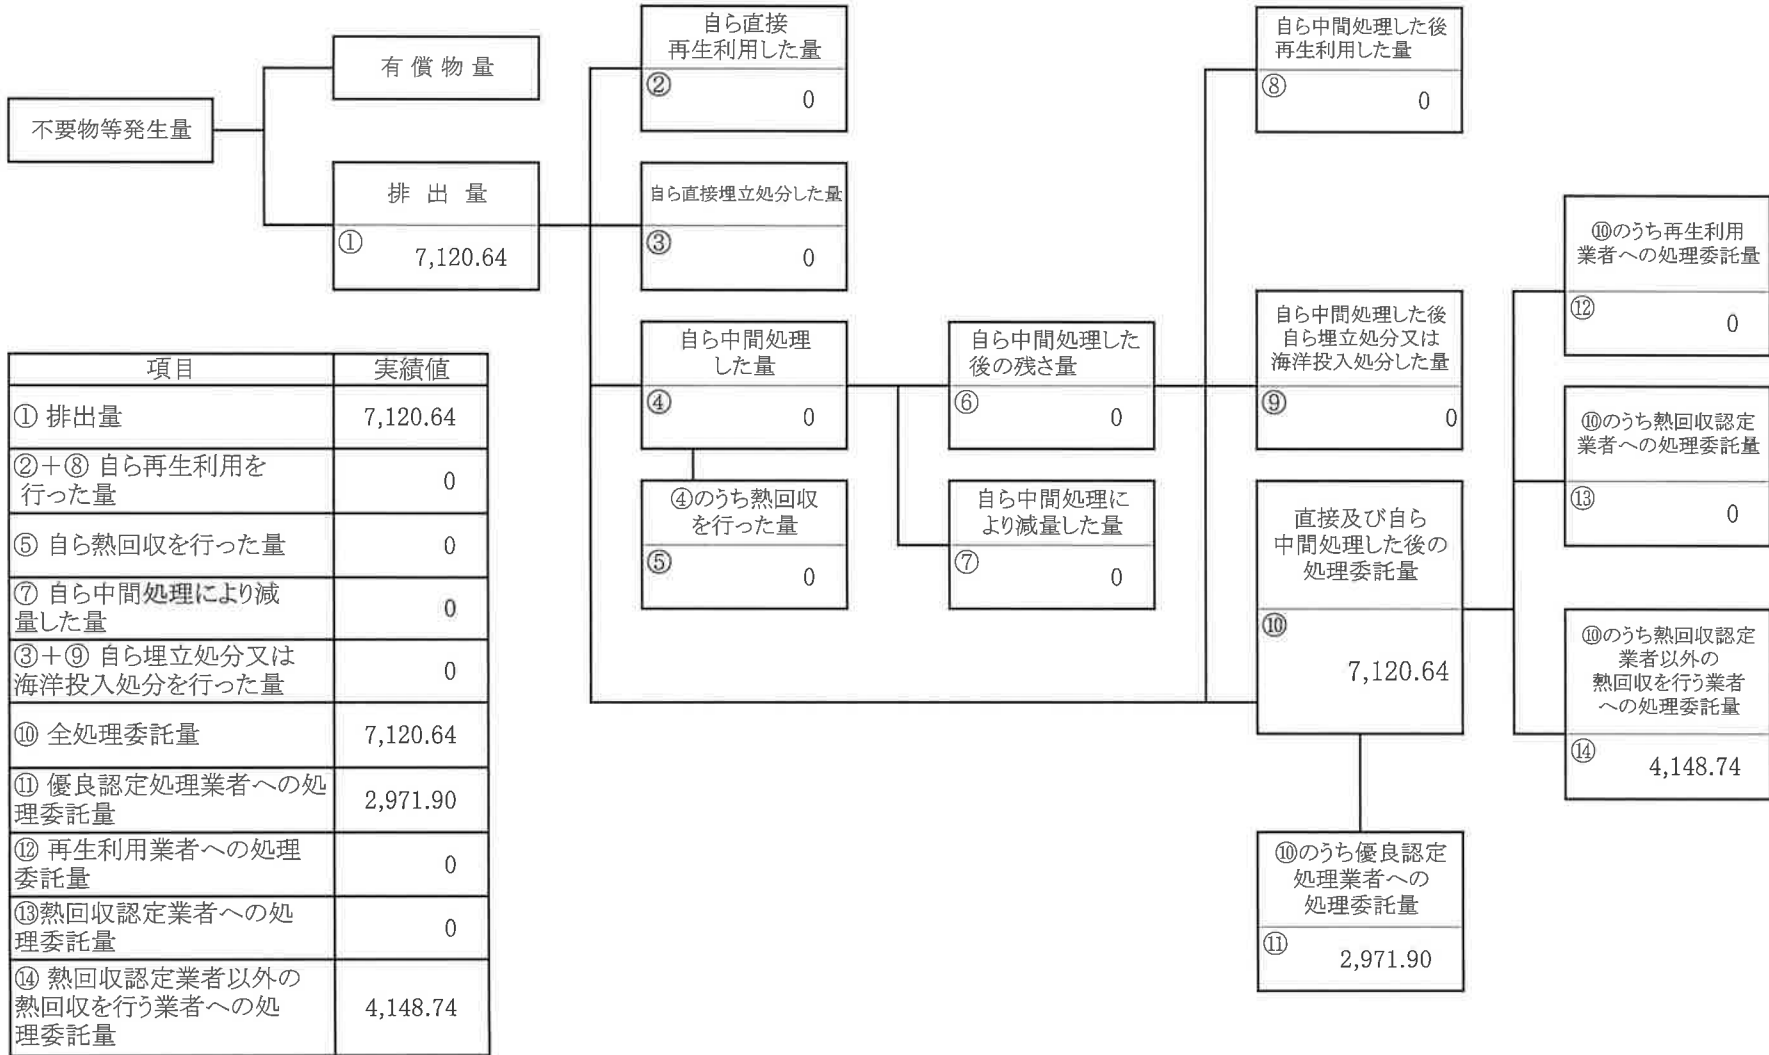 不要物等発生量
有償物量
排出量
①
7,120.64
自ら直接
再生利用した量
②
0
自ら直接埋立処分した量
③
0
自ら中間処理
した量
④
0
④のうち熱回収
を行った量
⑤
0
自ら中間処理した
後の残さ量
⑥
0
自ら中間処理に
より減量した量
⑦
0
自ら中間処理した後
再生利用した量
⑧
0
自ら中間処理した後
自ら埋立処分又は
海洋投入処分した量
⑨
0
直接及び自ら
中間処理した後の
処理委託量
⑩
7,120.64
⑩のうち優良認定
処理業者への
処理委託量
⑪
2,971.90
⑩のうち再生利用
業者への処理委託量
⑫
0
⑩のうち熱回収認定
業者への処理委託量
⑬
0
⑩のうち熱回収認定
業者以外の
熱回収を行う業者
への処理委託量
⑭
4,148.74
項目 実績値
① 排出量 7,120.64
②+⑧ 自ら再生利用を
行った量 0
⑤ 自ら熱回収を行った量 0
⑦ 自ら中間処理により減
量した量 0
③+⑨ 自ら埋立処分又は
海洋投入処分を行った量 0
⑩ 全処理委託量 7,120.64
⑪ 優良認定処理業者への処
理委託量 2,971.90
⑫ 再生利用業者への処理
委託量 0
⑬熱回収認定業者への処
理委託量 0
⑭ 熱回収認定業者以外の
熱回収を行う業者への処
理委託量 4,148.74